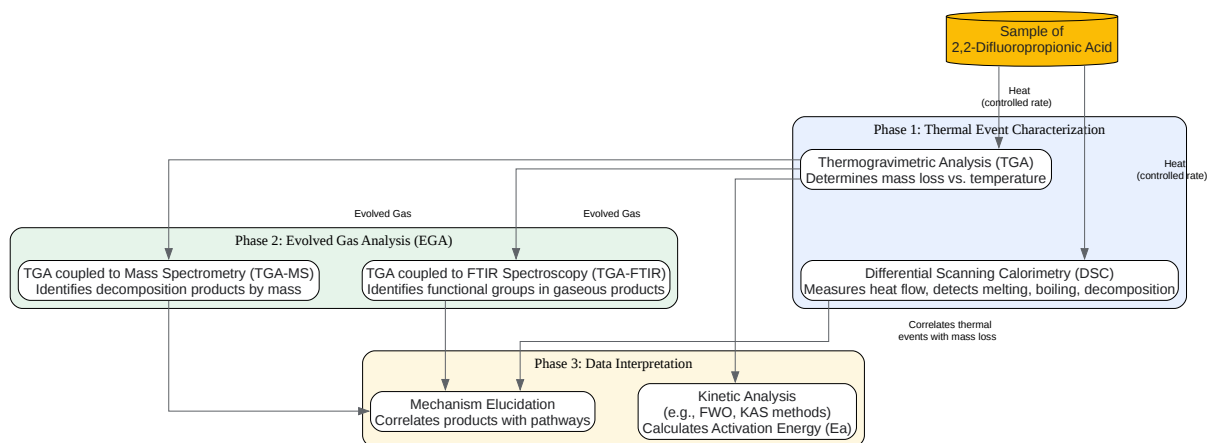 Sample of
2,2-Difluoropropionic Acid
Heat
(controlled rate)
Phase 1: Thermal Event Characterization
Thermogravimetric Analysis (TGA)
Determines mass loss vs. temperature
Heat
(controlled rate)
Evolved Gas
Evolved Gas
Phase 2: Evolved Gas Analysis (EGA)
TGA coupled to Mass Spectrometry (TGA-MS)
Identifies decomposition products by mass
TGA coupled to FTIR Spectroscopy (TGA-FTIR)
Identifies functional groups in gaseous products
Differential Scanning Calorimetry (DSC)
Measures heat flow, detects melting, boiling, decomposition
Correlates thermal
events with mass loss
Phase 3: Data Interpretation
Mechanism Elucidation
Correlates products with pathways
Kinetic Analysis
(e.g., FWO, KAS methods)
Calculates Activation Energy (Ea)